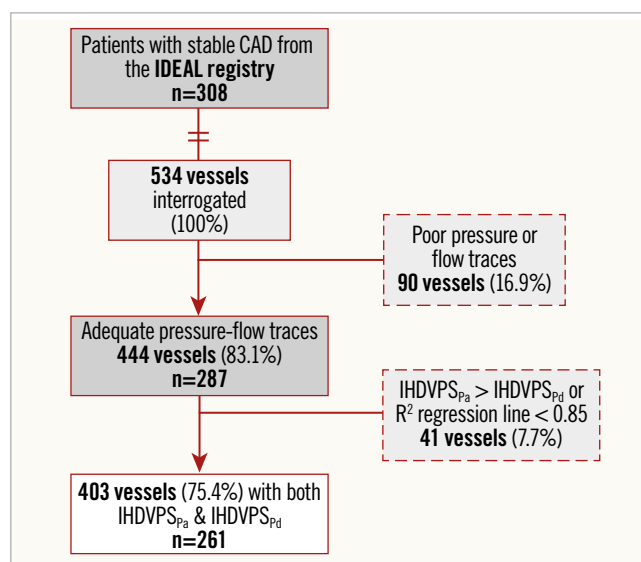 Patients with stable CAD from
the IDEAL registry
n=308
534 vessels
interrogated
(100%)
Poor pressure or
flow traces
90 vessels (16.9%)
Adequate pressure-flow traces
444 vessels (83.1%)
n=287
IHDVPSPa > IHDVPSPd or
R² regression line < 0.85
41 vessels (7.7%)
403 vessels (75.4%) with both
IHDVPSPa & IHDVPSPd
n=261